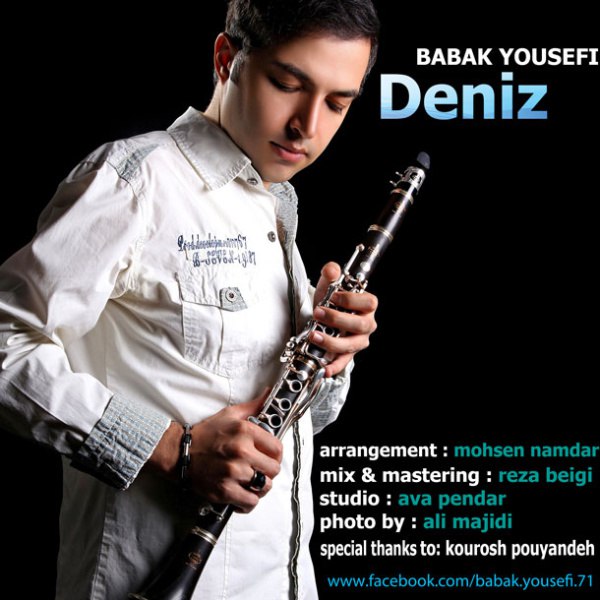 BABAK YOUSEFI
Deniz
arrangement : mohsen namdar
mix & mastering : reza beigi
studio : ava pendar
photo by : ali majidi
special thanks to: kourosh pouyandeh
www.facebook.com/babak.yousefi.71